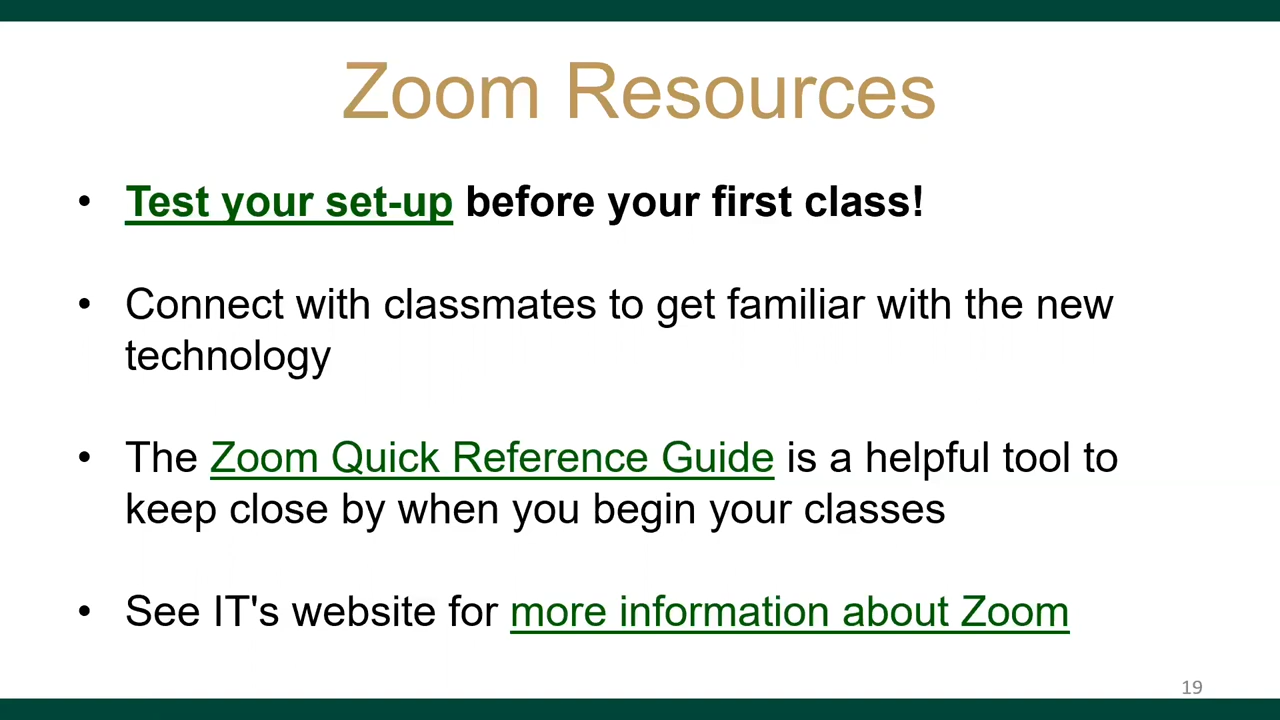 Zoom Resources
• Test your set-up before your first class!
• Connect with classmates to get familiar with the new
technology
• The Zoom Quick Reference Guide is a helpful tool to
keep close by when you begin your classes
• See IT's website for more information about Zoom
19